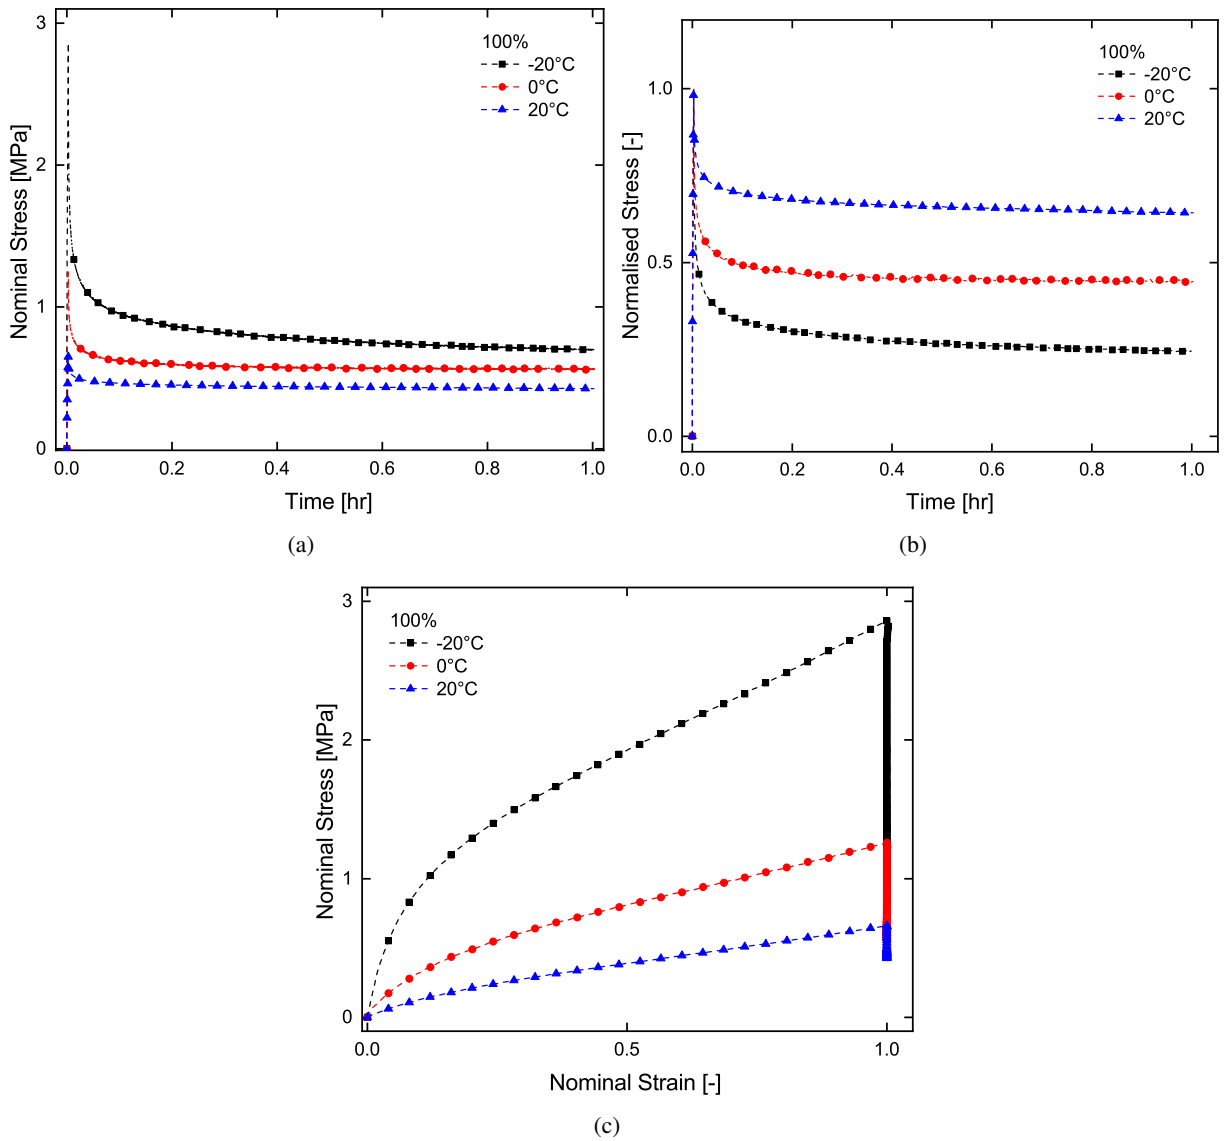 100%
-20°C
0°C
20°C
Nominal Stress [MPa]
3
2
1
0
0.0 0.2 0.4 0.6 0.8 1.0
Time [hr]
(a)
100%
-20°C
0°C
20°C
Normalised Stress [-]
1.0
0.5
0.0
0.0 0.2 0.4 0.6 0.8 1.0
Time [hr]
(b)
100%
-20°C
0°C
20°C
Nominal Stress [MPa]
3
2
1
0
0.0 0.5 1.0
Nominal Strain [-]
(c)